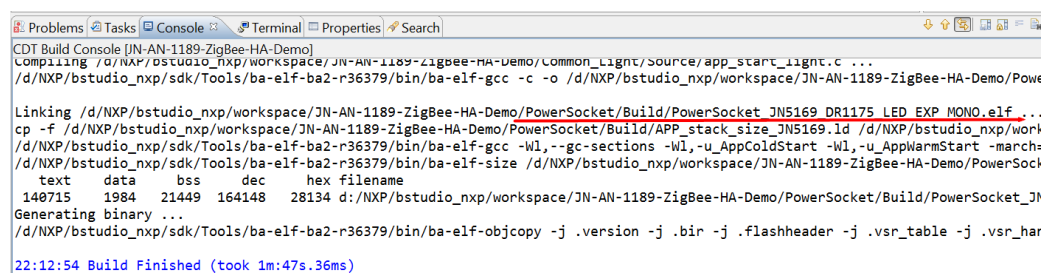 Problems Tasks Console Terminal Properties Search
CDT Build Console [JN-AN-1189-ZigBee-HA-Demo]
Compiling /d/NXP/bstudio_nxp/workspace/JN-AN-1189-ZigBee-HA-Demo/Common_Light/Source/app_start_light.c ...
/d/NXP/bstudio_nxp/sdk/Tools/ba-elf-ba2-r36379/bin/ba-elf-gcc -c -o /d/NXP/bstudio_nxp/workspace/JN-AN-1189-ZigBee-HA-Demo/Powe
Linking /d/NXP/bstudio_nxp/workspace/JN-AN-1189-ZigBee-HA-Demo/PowerSocket/Build/PowerSocket_JN5169_DR1175_LED_EXP_MONO.elf ...
cp -f /d/NXP/bstudio_nxp/workspace/JN-AN-1189-ZigBee-HA-Demo/PowerSocket/Build/APP_stack_size_JN5169.ld /d/NXP/bstudio_nxp/work
/d/NXP/bstudio_nxp/sdk/Tools/ba-elf-ba2-r36379/bin/ba-elf-gcc -Wl,--gc-sections -Wl,-u_AppColdStart -Wl,-u_AppWarmStart -march=
/d/NXP/bstudio_nxp/sdk/Tools/ba-elf-ba2-r36379/bin/ba-elf-size /d/NXP/bstudio_nxp/workspace/JN-AN-1189-ZigBee-HA-Demo/PowerSock
text data bss dec hex filename
140715 1984 21449 164148 28134 d:/NXP/bstudio_nxp/workspace/JN-AN-1189-ZigBee-HA-Demo/PowerSocket/Build/PowerSocket_JN
Generating binary ...
/d/NXP/bstudio_nxp/sdk/Tools/ba-elf-ba2-r36379/bin/ba-elf-objcopy -j .version -j .bir -j .flashheader -j .vsr_table -j .vsr_har
22:12:54 Build Finished (took 1m:47s.36ms)